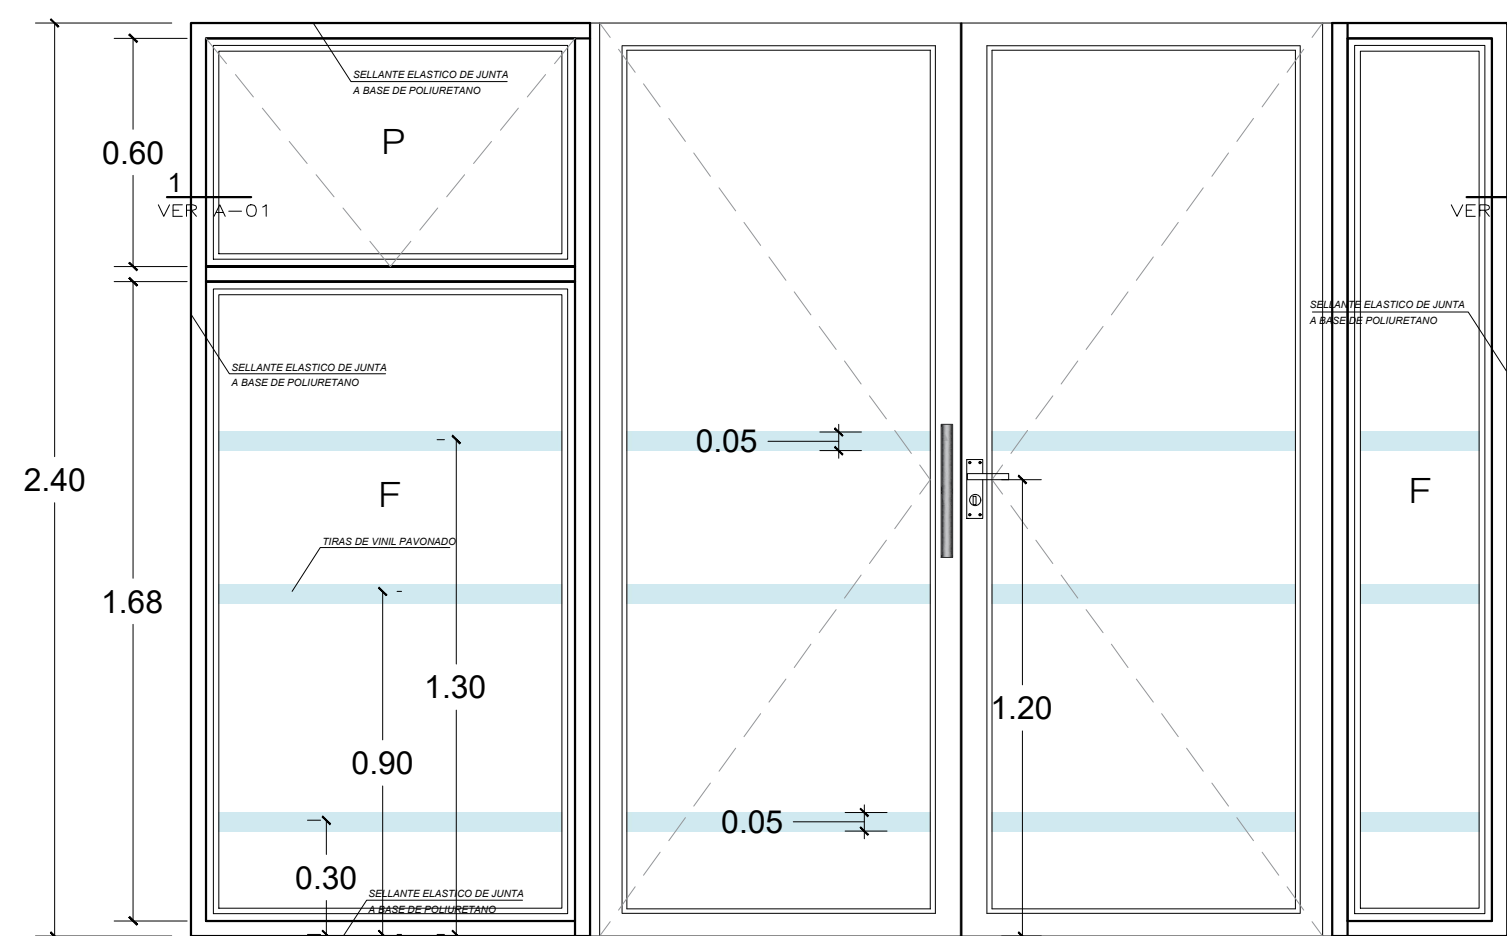 SELLANTE ELASTICO DE JUNTA
A BASE DE POLIURETANO
P
0.60
1
VER A-01
VER
SELLANTE ELASTICO DE JUNTA
A BASE DE POLIURETANO
SELLANTE ELASTICO DE JUNTA
A BASE DE POLIURETANO
0.05
2.40
F
F
TIRAS DE VINIL PAVONADO
1.68
1.30
1.20
0.90
0.05
0.30
SELLANTE ELASTICO DE JUNTA
A BASE DE POLIURETANO